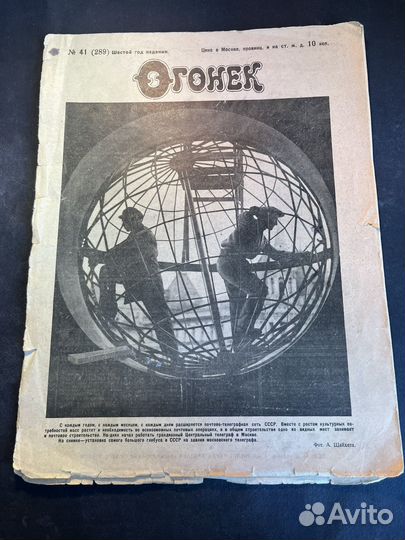 № 41 (289) Шестой год издания.
Цена в Москве, провинц. и на ст. ж. д. 10 коп.
ОГОНЕК
С каждым годом, с каждым месяцем, с каждым днем расширяется почтово-телеграфная сеть СССР. Вместе с ростом культурных по-
требностей масс растет и необходимость во всевозможных почтовых операциях, и в общем строительстве одно из видных мест занимает
и почтовое строительство. На-днях начал работать грандиозный Центральный телеграф в Москве.
На снимке—установка самого большого глобуса в СССР на здании московского телеграфа.
Фот. А. Шайхета.
Avito